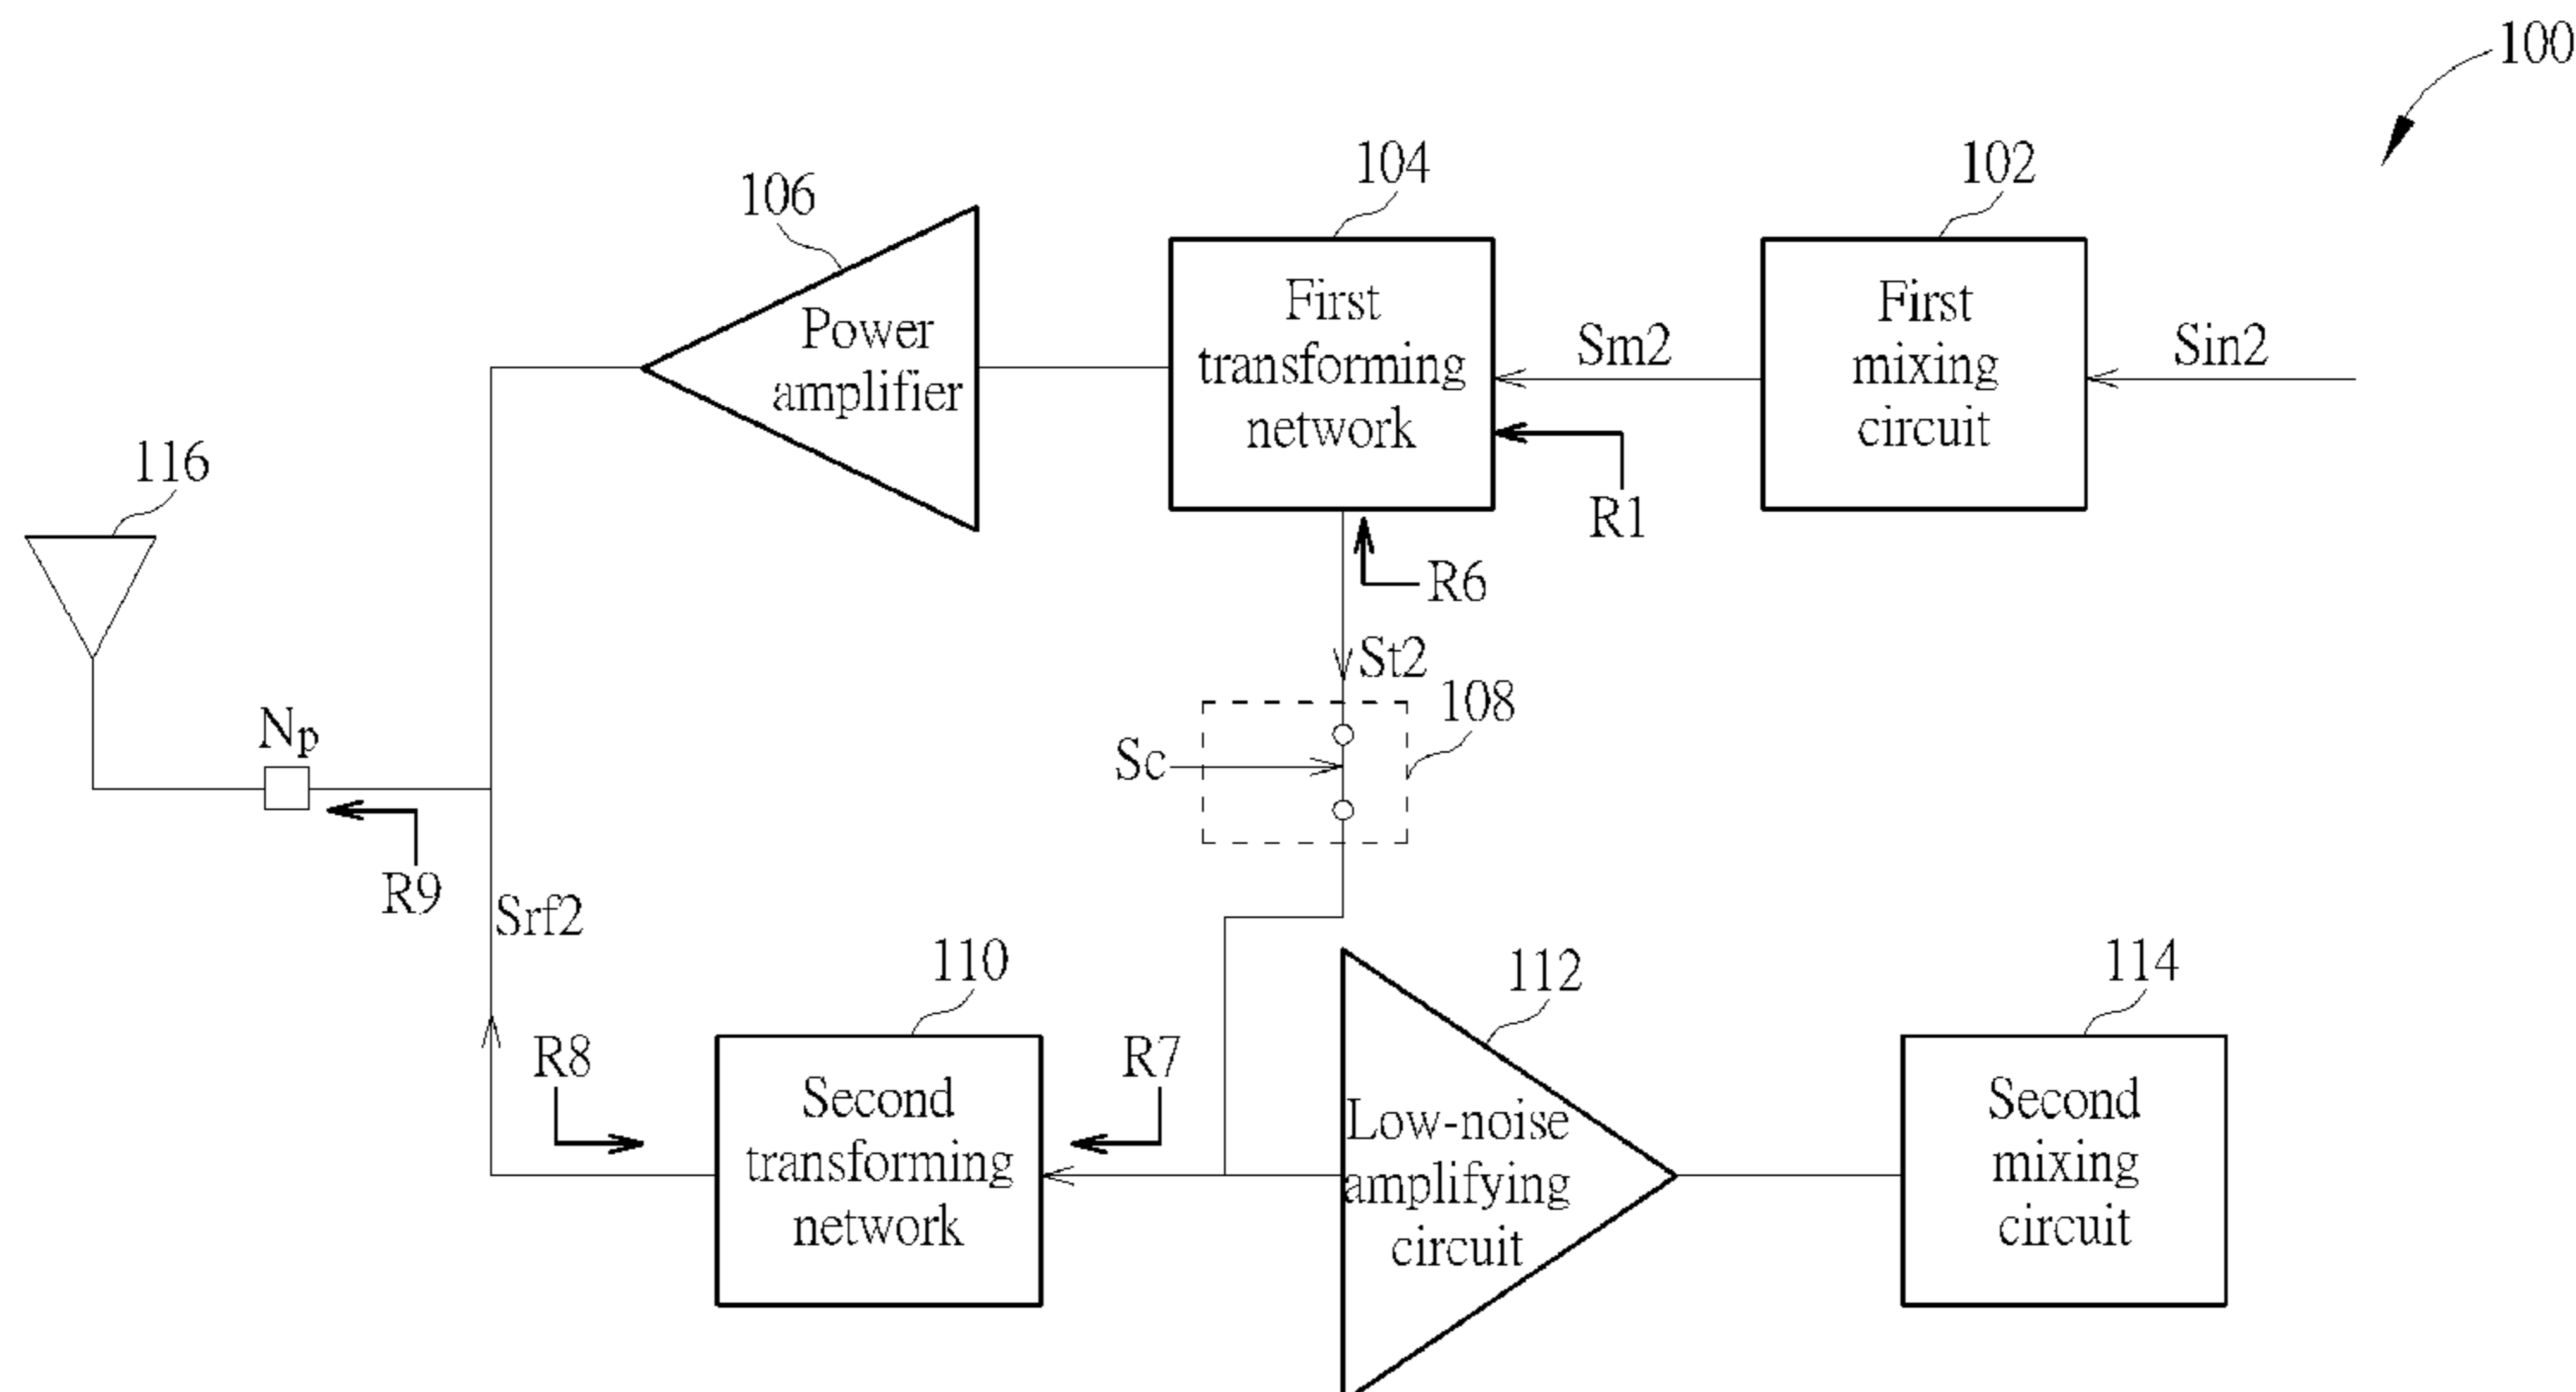 100
106
104
102
Power
amplifier
First
transforming
network
Sm2
First
mixing
circuit
Sin2
R1
116
R6
St2
108
Sc
Np
R9
Srf2
110
112
114
R8
R7
Second
transforming
network
Low-noise
amplifying
circuit
Second
mixing
circuit